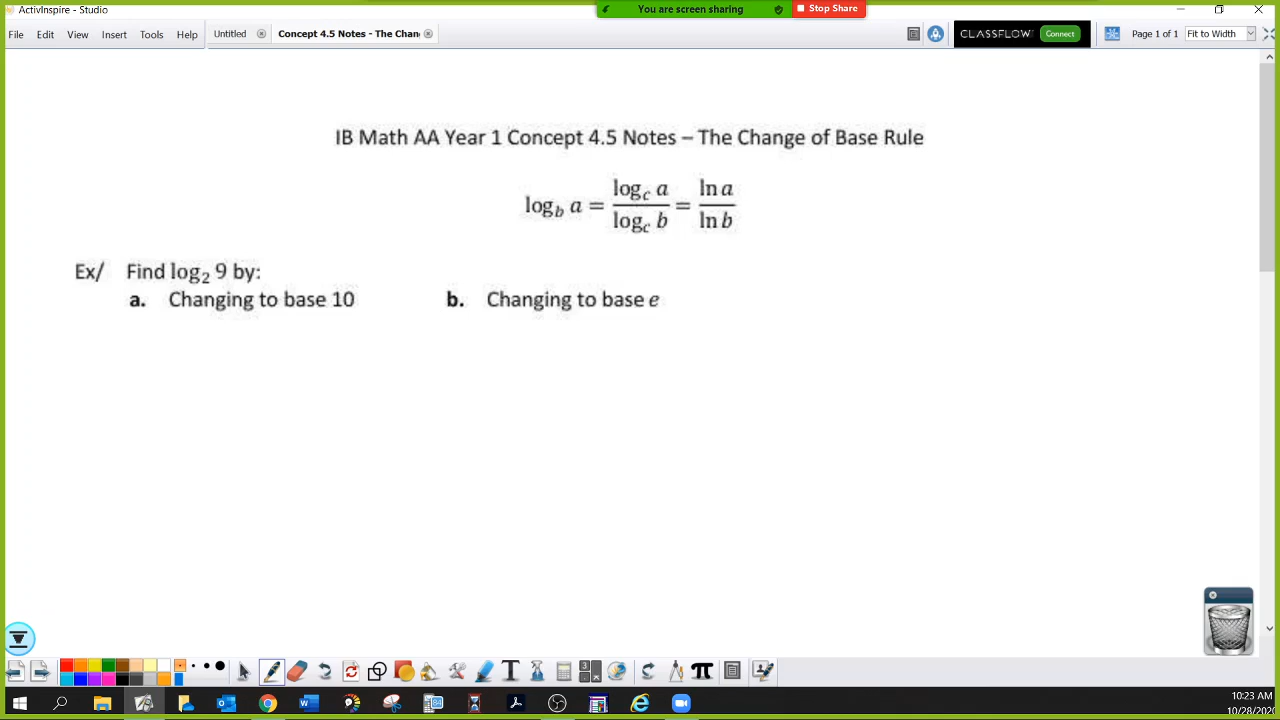 ActivInspire - Studio
You are screen sharing
Stop Share
File Edit View Insert Tools Help
Untitled
Concept 4.5 Notes - The Chan
CLASSFLOW
Connect
Page 1 of 1
Fit to Width
IB Math AA Year 1 Concept 4.5 Notes – The Change of Base Rule
log_b a = log_c a / log_c b = ln a / ln b
Ex/ Find log₂ 9 by:
a. Changing to base 10 b. Changing to base e
10:23 AM
10/28/2020